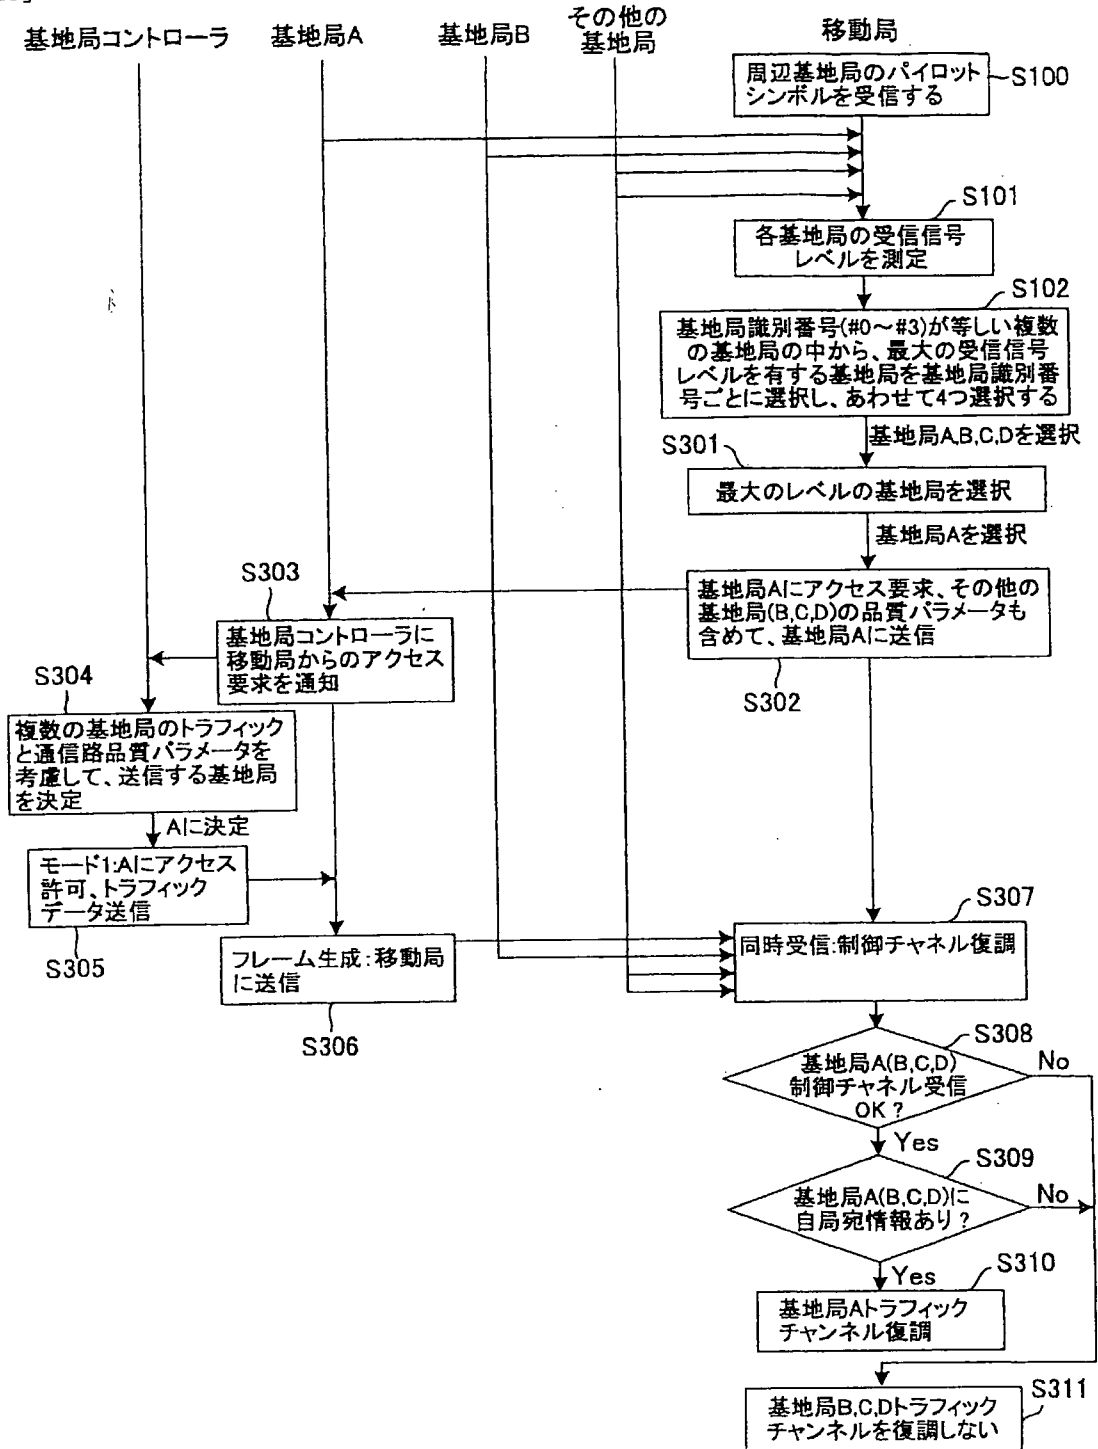 基地局コントローラ
基地局A
基地局B
その他の
基地局
移動局
周辺基地局のパイロット
シンボルを受信する
S100
S101
各基地局の受信信号
レベルを測定
S102
基地局識別番号(#0～#3)が等しい複数
の基地局の中から、最大の受信信号
レベルを有する基地局を基地局識別番
号ごとに選択し、あわせて4つ選択する
基地局A,B,C,Dを選択
S301
最大のレベルの基地局を選択
基地局Aを選択
基地局Aにアクセス要求、その他の
基地局(B,C,D)の品質パラメータも
含めて、基地局Aに送信
S302
S303
基地局コントローラに
移動局からのアクセス
要求を通知
S304
複数の基地局のトラフィック
と通信路品質パラメータを
考慮して、送信する基地局
を決定
Aに決定
モード1:Aにアクセス
許可、トラフィック
データ送信
S305
フレーム生成:移動局
に送信
S306
S307
同時受信:制御チャネル復調
S308
基地局A(B,C,D)
制御チャネル受信
OK?
No
Yes
S309
基地局A(B,C,D)に
自局宛情報あり?
No
Yes
S310
基地局Aトラフィック
チャンネル復調
S311
基地局B,C,Dトラフィック
チャンネルを復調しない